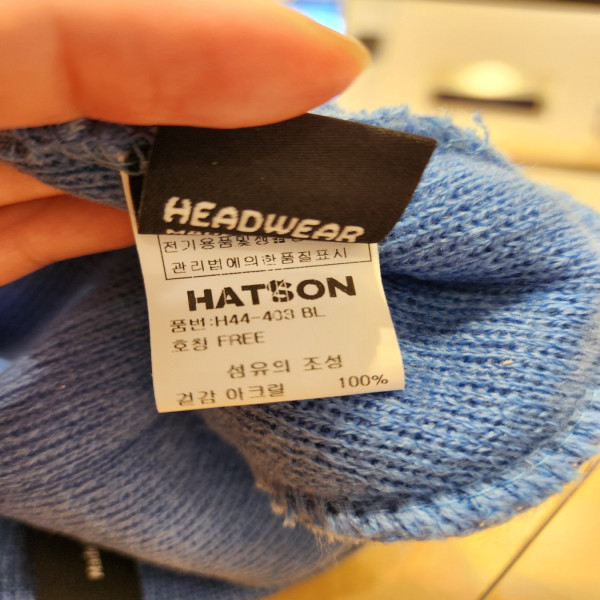 HEADWEAR
전기용품및생활
관리법에의한품질표시
HATSON
품번:H44-403 BL
호칭 FREE
섬유의 조성
겉감 아크릴 100%